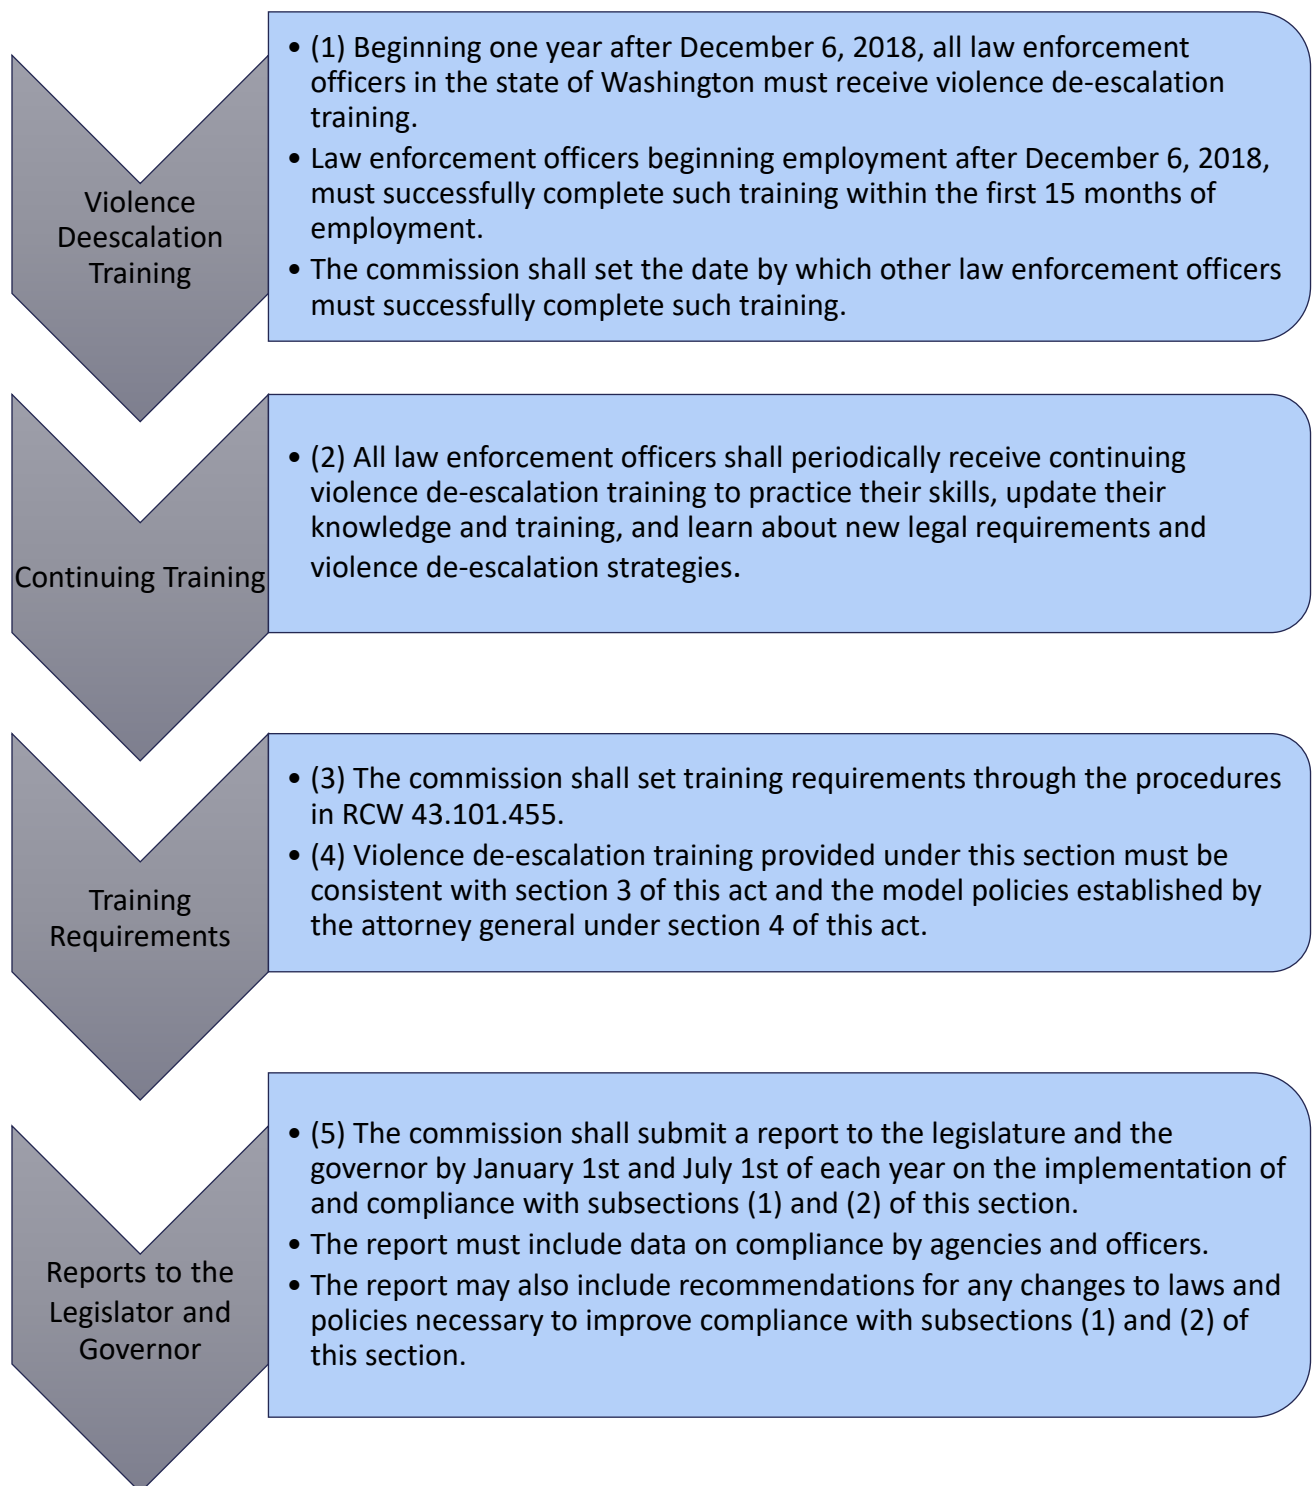 Violence
Deescalation
Training
• (1) Beginning one year after December 6, 2018, all law enforcement
officers in the state of Washington must receive violence de-escalation
training.
• Law enforcement officers beginning employment after December 6, 2018,
must successfully complete such training within the first 15 months of
employment.
• The commission shall set the date by which other law enforcement officers
must successfully complete such training.
Continuing Training
• (2) All law enforcement officers shall periodically receive continuing
violence de-escalation training to practice their skills, update their
knowledge and training, and learn about new legal requirements and
violence de-escalation strategies.
Training
Requirements
• (3) The commission shall set training requirements through the procedures
in RCW 43.101.455.
• (4) Violence de-escalation training provided under this section must be
consistent with section 3 of this act and the model policies established by
the attorney general under section 4 of this act.
Reports to the
Legislator and
Governor
• (5) The commission shall submit a report to the legislature and the
governor by January 1st and July 1st of each year on the implementation of
and compliance with subsections (1) and (2) of this section.
• The report must include data on compliance by agencies and officers.
• The report may also include recommendations for any changes to laws and
policies necessary to improve compliance with subsections (1) and (2) of
this section.